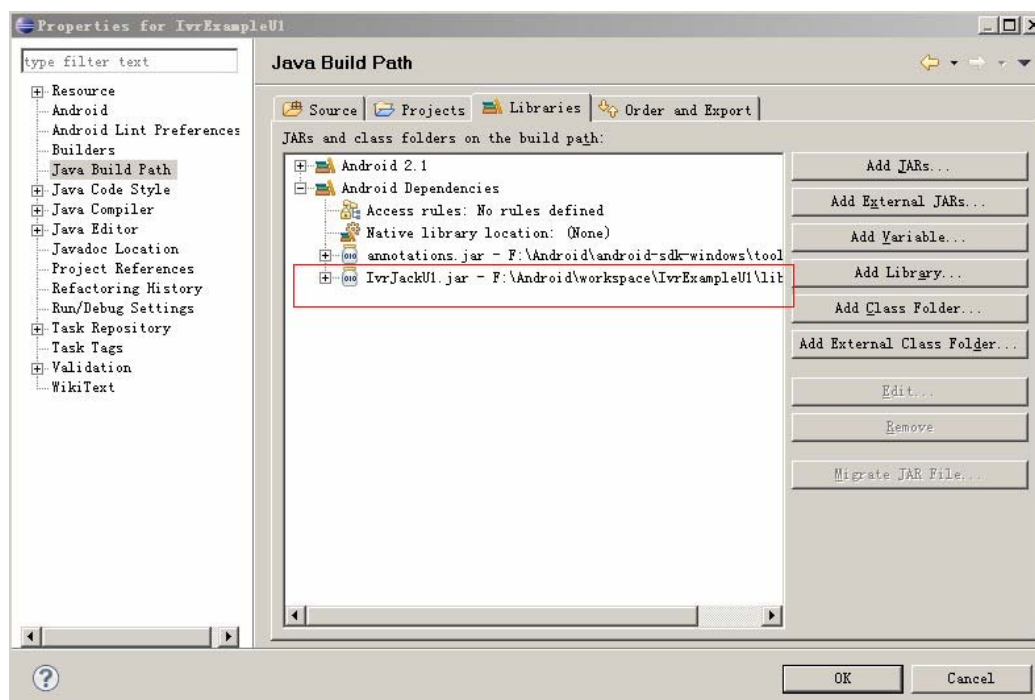 Properties for IvrExampleU1
type filter text
Resource
Android
Android Lint Preferences
Builders
Java Build Path
Java Code Style
Java Compiler
Java Editor
Javadoc Location
Project References
Refactoring History
Run/Debug Settings
Task Repository
Task Tags
Validation
WikiText
Java Build Path
Source
Projects
Libraries
Order and Export
JARs and class folders on the build path:
Android 2.1
Android Dependencies
Access rules: No rules defined
Native library location: (None)
annotations.jar - F:\Android\android-sdk-windows\tool
IvrJackU1.jar - F:\Android\workspace\IvrExampleU1\lib
Add JARs...
Add External JARs...
Add Variable...
Add Library...
Add Class Folder...
Add External Class Folder...
Edit...
Remove
Migrate JAR File...
OK
Cancel